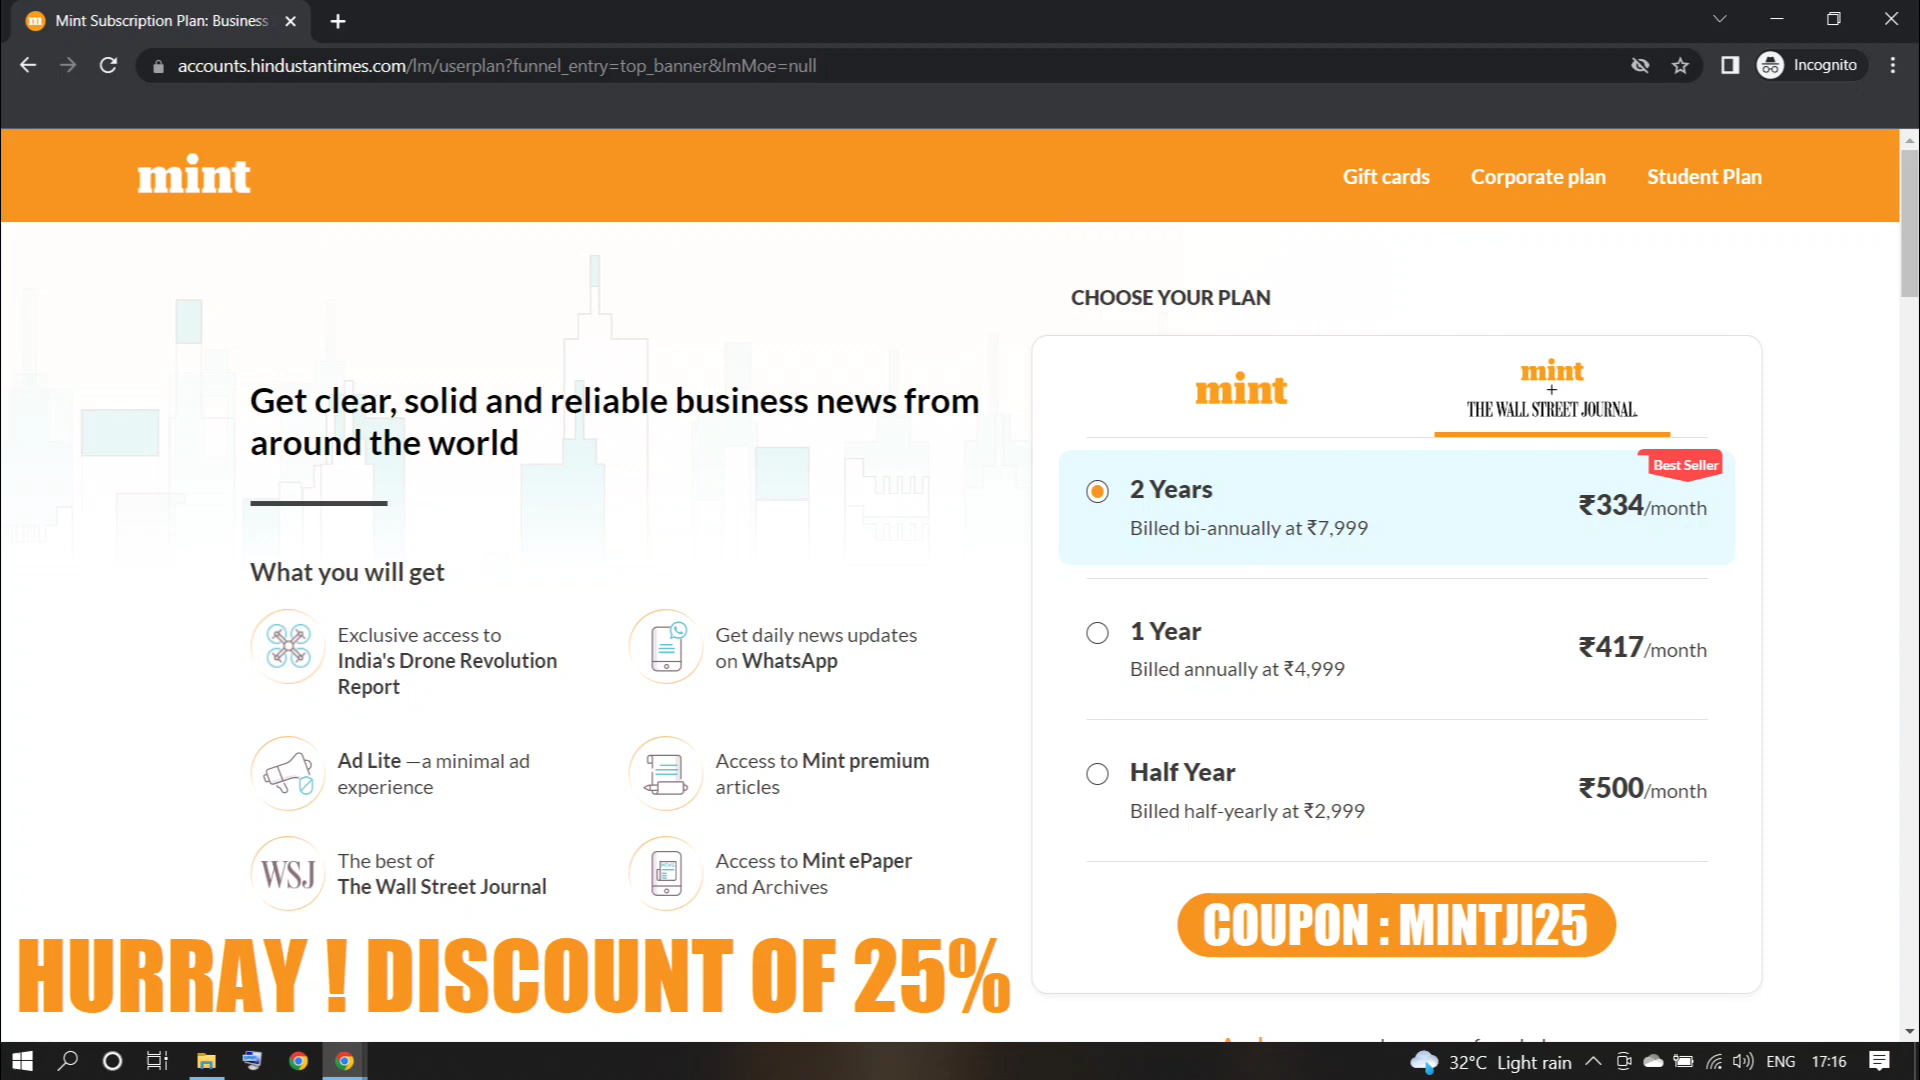 Mint Subscription Plan: Business
accounts.hindustantimes.com/lm/userplan?funnel_entry=top_banner&lmMoe=null
Incognito
mint
Gift cards
Corporate plan
Student Plan
Get clear, solid and reliable business news from
around the world
What you will get
Exclusive access to
India's Drone Revolution
Report
Get daily news updates
on WhatsApp
Ad Lite —a minimal ad
experience
Access to Mint premium
articles
WSJ
The best of
The Wall Street Journal
Access to Mint ePaper
and Archives
CHOOSE YOUR PLAN
mint
mint
+
THE WALL STREET JOURNAL.
Best Seller
2 Years
₹334/month
Billed bi-annually at ₹7,999
1 Year
₹417/month
Billed annually at ₹4,999
Half Year
₹500/month
Billed half-yearly at ₹2,999
COUPON : MINTJI25
HURRAY ! DISCOUNT OF 25%
32°C Light rain
ENG
17:16